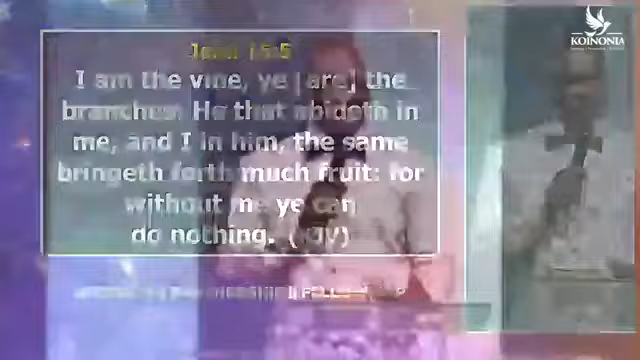 KOINONIA
John 15:5
I am the vine, ye [are] the
branches: He that abideth in
me, and I in him, the same
bringeth forth much fruit: for
without me ye can
do nothing. (KJV)